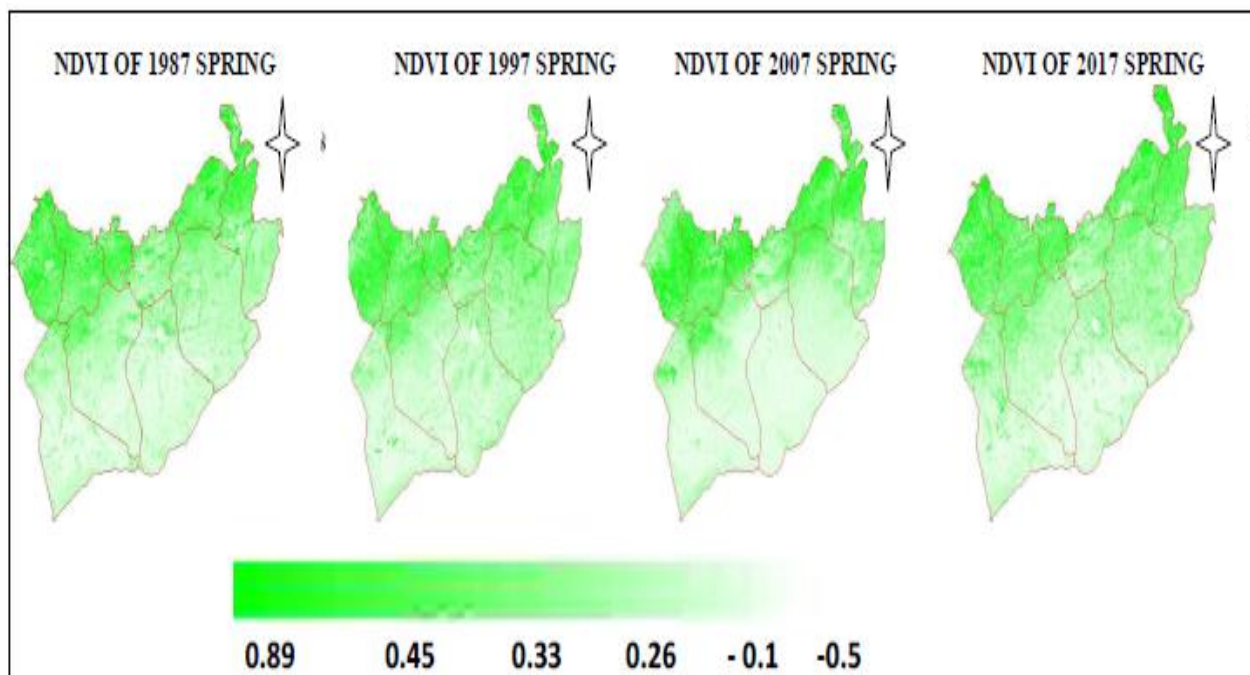 NDVI OF 1987 SPRING
NDVI OF 1997 SPRING
NDVI OF 2007 SPRING
NDVI OF 2017 SPRING
0.89 0.45 0.33 0.26 - 0.1 -0.5